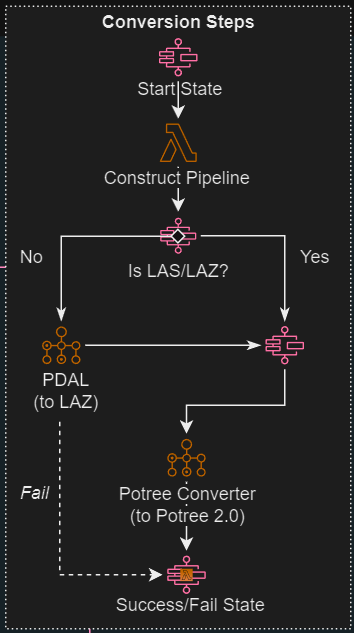 Conversion Steps
Start State
Construct Pipeline
No
Yes
Is LAS/LAZ?
PDAL
(to LAZ)
Fail
Potree Converter
(to Potree 2.0)
Success/Fail State